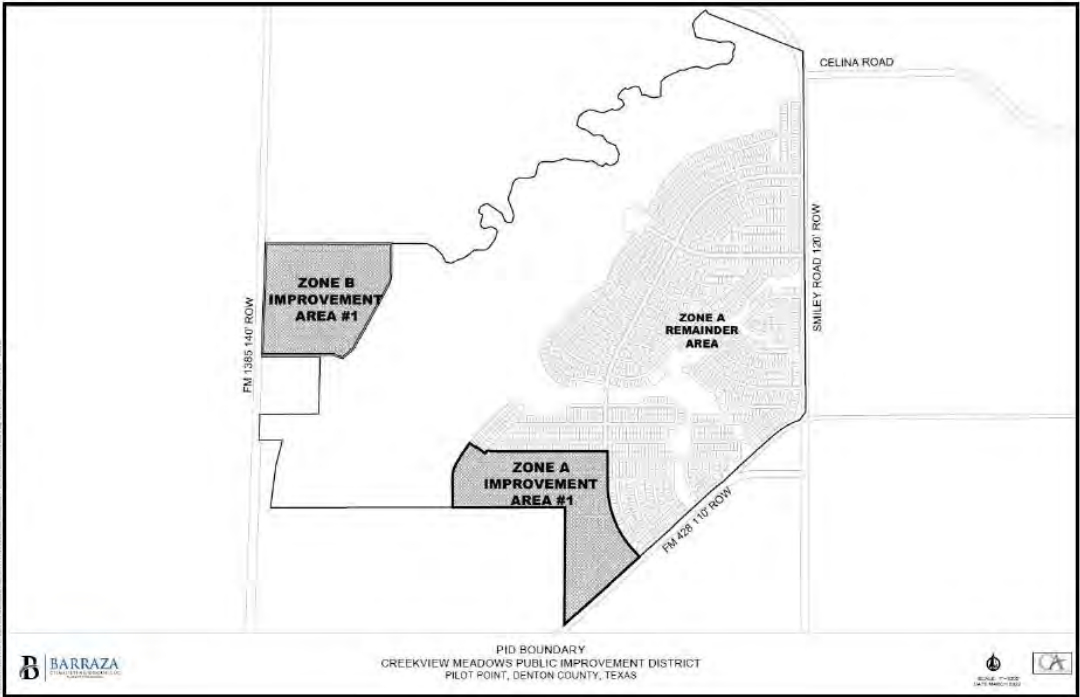 CELINA ROAD
SMILEY ROAD 120' ROW
ZONE B
IMPROVEMENT
AREA #1
FM 1385 140' ROW
ZONE A
REMAINDER
AREA
ZONE A
IMPROVEMENT
AREA #1
FM 428 110' ROW
PID BOUNDARY
CREEKVIEW MEADOWS PUBLIC IMPROVEMENT DISTRICT
PILOT POINT, DENTON COUNTY, TEXAS
B BARRAZA